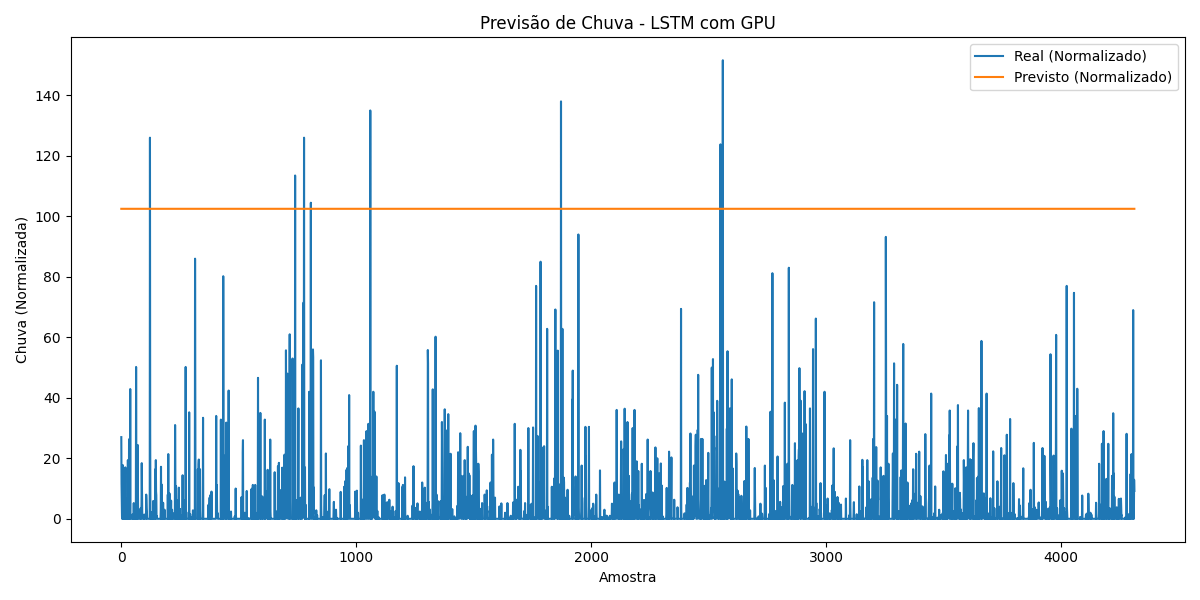 Previsão de Chuva - LSTM com GPU
Real (Normalizado)
Previsto (Normalizado)
Chuva (Normalizada)
140
120
100
80
60
40
20
0
0 1000 2000 3000 4000
Amostra